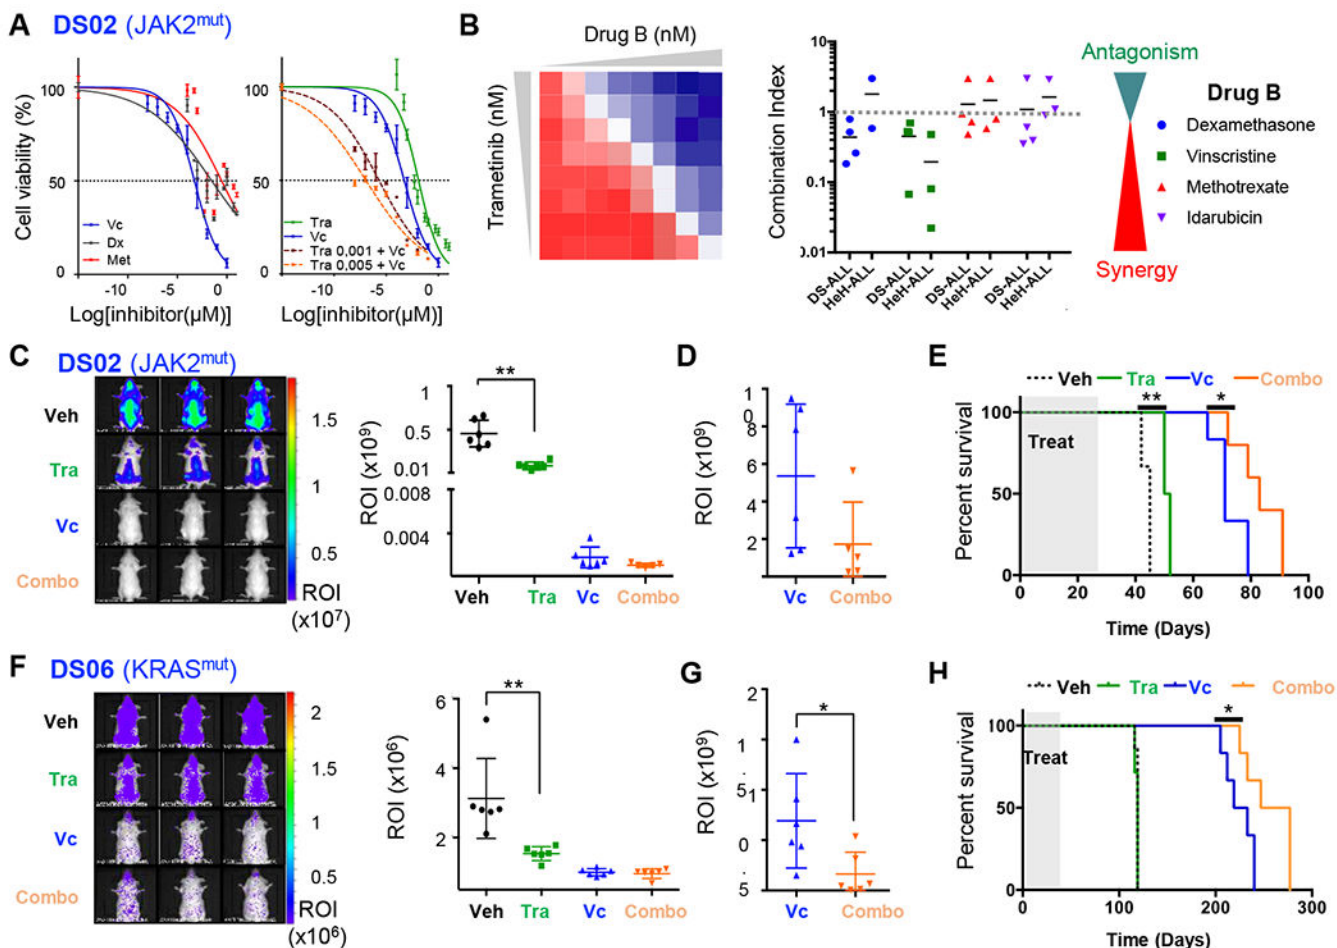 A DS02 (JAK2mut)
Cell viability (%)
100
50
0
Vc
Dx
Met
-10 -5 0
Log[inhibitor(µM)]
100
50
0
Tra
Vc
Tra 0.001 + Vc
Tra 0.005 + Vc
-10 -5 0
Log[inhibitor(µM)]
B
Drug B (nM)
Trametinib (nM)
Combination Index
10
1
0.1
0.01
DS-ALL
HeH-ALL
DS-ALL
HeH-ALL
DS-ALL
HeH-ALL
DS-ALL
HeH-ALL
Antagonism
Synergy
Drug B
Dexamethasone
Vinscristine
Methotrexate
Idarubicin
C DS02 (JAK2mut)
Veh
Tra
Vc
Combo
1.5
1
0.5
ROI
(x10⁷)
ROI (x10⁹)
1
0.5
0.01
0.008
0.004
**
Veh Tra Vc Combo
D
ROI (x10⁹)
1
0
8
6
4
2
Vc Combo
E
Veh Tra Vc Combo
** *
Treat
Percent survival
100
50
0
0 20 40 60 80 100
Time (Days)
F DS06 (KRASmut)
Veh
Tra
Vc
Combo
2
1.5
1
0.5
ROI
(x10⁶)
ROI (x10⁶)
6
4
2
**
Veh Tra Vc Combo
G
ROI (x10⁹)
2
1
.
5
1
0
.
5
*
Vc Combo
H
Veh Tra Vc Combo
*
Treat
Percent survival
100
50
0
0 100 200 300
Time (Days)